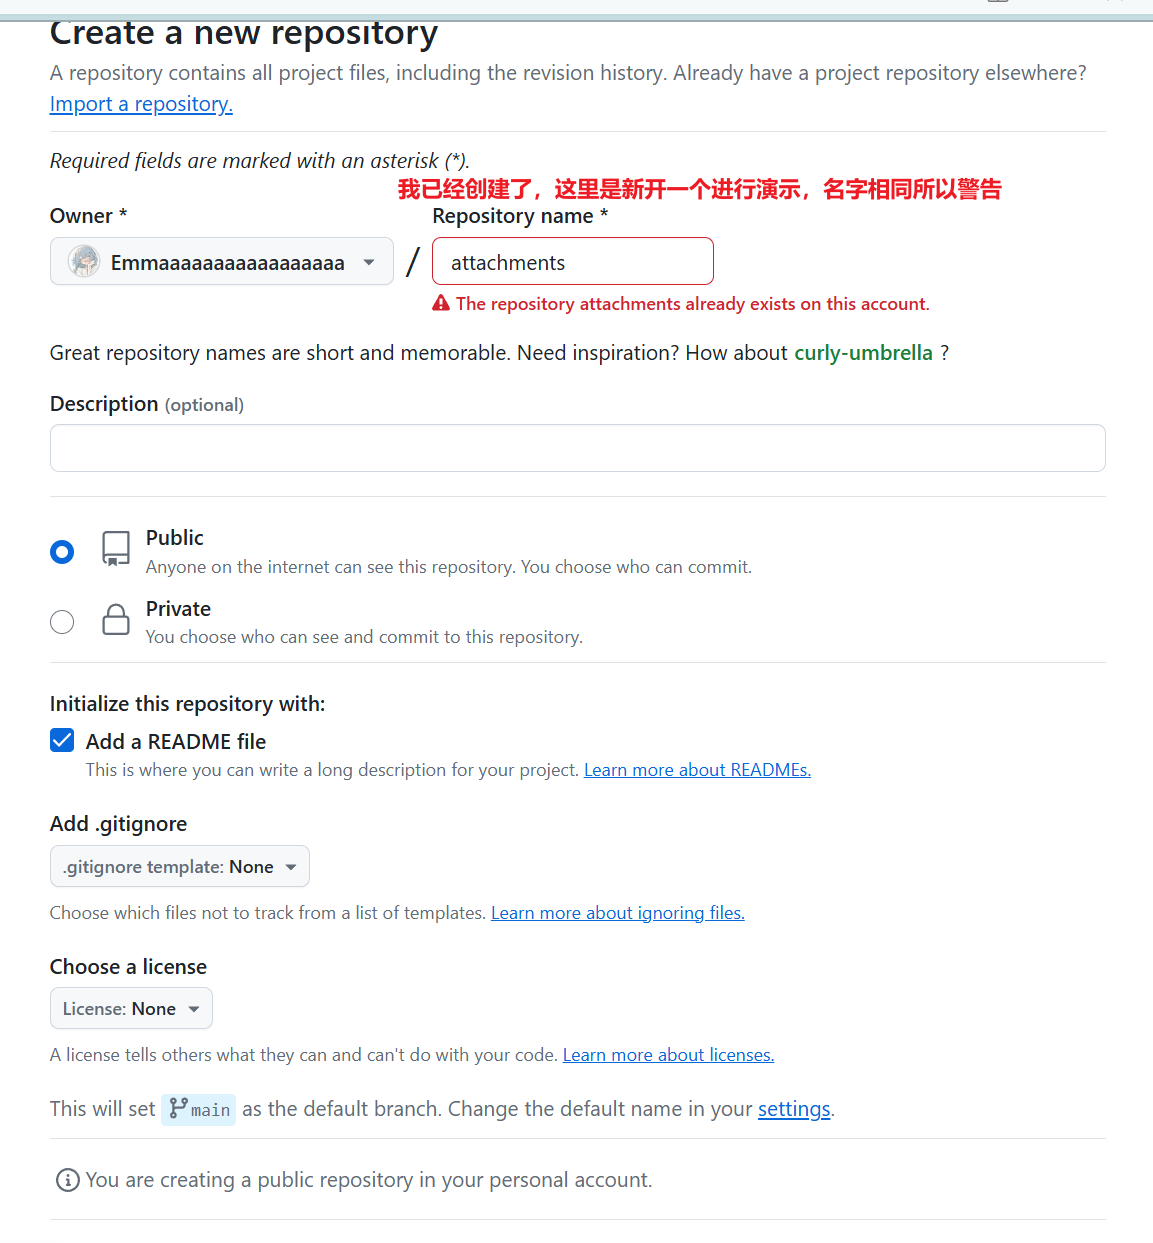 Create a new repository
A repository contains all project files, including the revision history. Already have a project repository elsewhere?
Import a repository.
Required fields are marked with an asterisk (*).
我已经创建了，这里是新开一个进行演示，名字相同所以警告
Owner *
Repository name *
Emmaaaaaaaaaaaaaaaaa
/
attachments
The repository attachments already exists on this account.
Great repository names are short and memorable. Need inspiration? How about curly-umbrella ?
Description (optional)
Public
Anyone on the internet can see this repository. You choose who can commit.
Private
You choose who can see and commit to this repository.
Initialize this repository with:
Add a README file
This is where you can write a long description for your project. Learn more about READMEs.
Add .gitignore
.gitignore template: None
Choose which files not to track from a list of templates. Learn more about ignoring files.
Choose a license
License: None
A license tells others what they can and can't do with your code. Learn more about licenses.
This will set main as the default branch. Change the default name in your settings.
You are creating a public repository in your personal account.